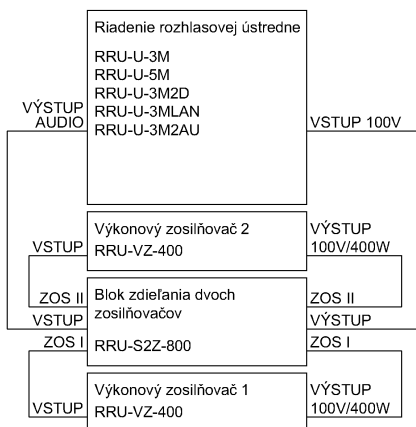 Riadenie rozhlasovej ústredne
RRU-U-3M
RRU-U-5M
RRU-U-3M2D
RRU-U-3MLAN
RRU-U-3M2AU
VÝSTUP
AUDIO
VSTUP 100V
Výkonový zosilňovač 2
RRU-VZ-400
VSTUP
VÝSTUP
100V/400W
Blok zdieľania dvoch
zosilňovačov
RRU-S2Z-800
ZOS II
VSTUP
ZOS I
ZOS II
VÝSTUP
ZOS I
Výkonový zosilňovač 1
RRU-VZ-400
VSTUP
VÝSTUP
100V/400W